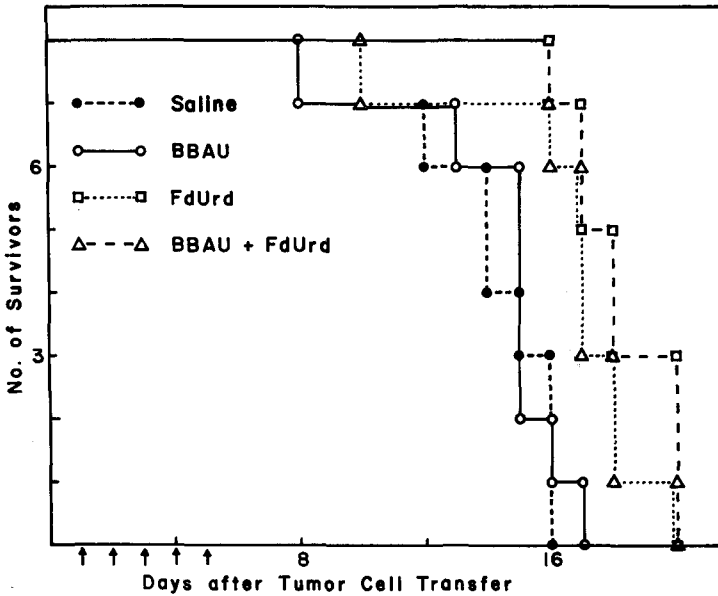 Saline
BBAU
FdUrd
BBAU + FdUrd
No. of Survivors
6
3
8
16
Days after Tumor Cell Transfer